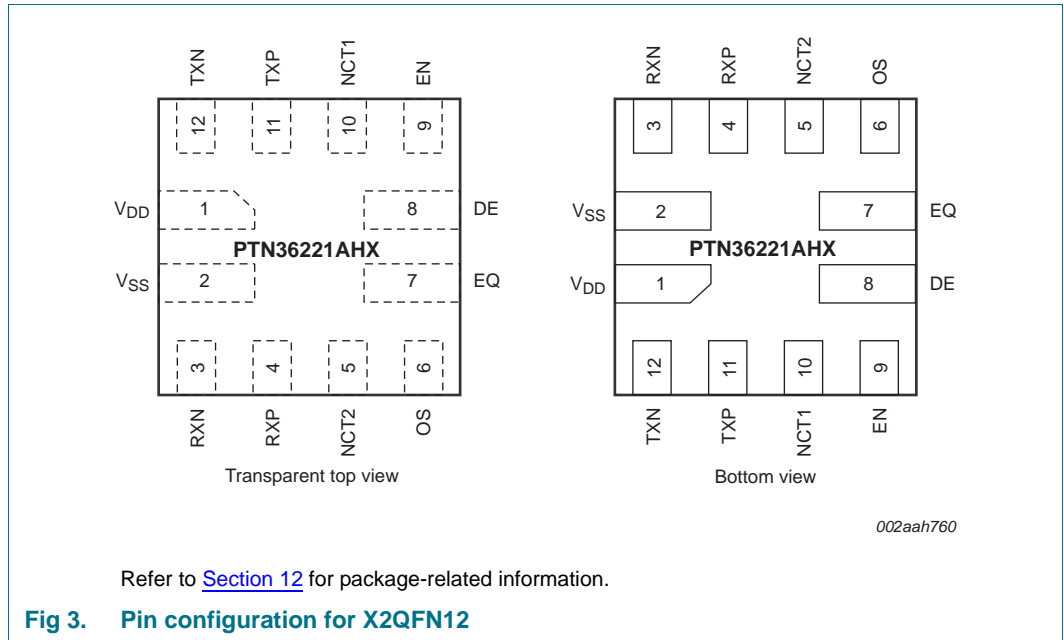 TXN TXP NCT1 EN
12 11 10 9
VDD 1 8 DE
PTN36221AHX
VSS 2 7 EQ
3 4 5 6
RXN RXP NCT2 OS
Transparent top view
RXN RXP NCT2 OS
3 4 5 6
VSS 2 7 EQ
PTN36221AHX
VDD 1 8 DE
12 11 10 9
TXN TXP NCT1 EN
Bottom view
002aah760
Refer to Section 12 for package-related information.
Fig 3. Pin configuration for X2QFN12